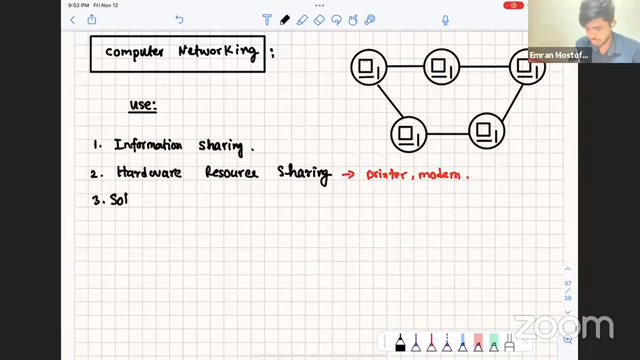 9:52 PM Fri Nov 12
Emran Mostof...
Computer Networking :
use:
1. Information sharing.
2. Hardware Resource sharing → printer, modem.
3. Sof
37
/
38
zoom